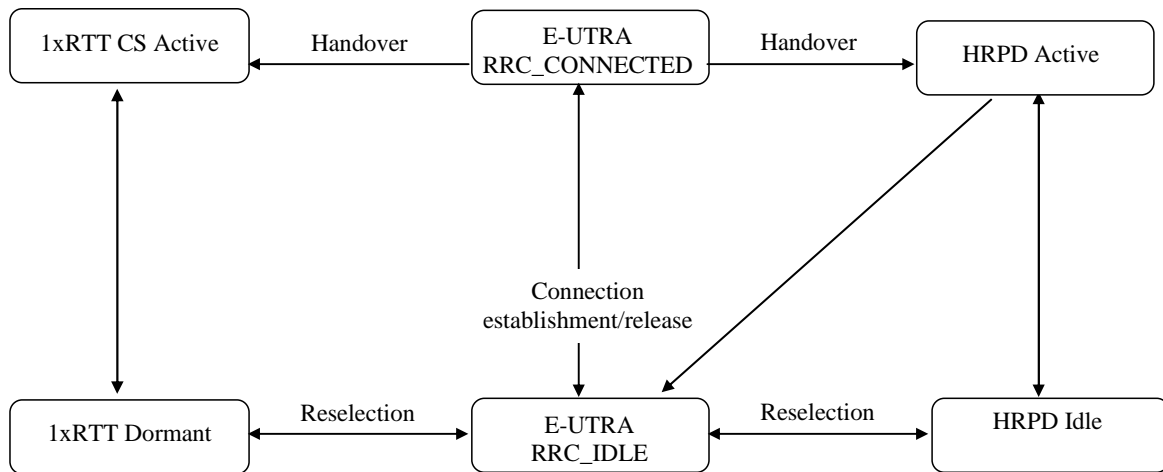 1xRTT CS Active
Handover
E-UTRA
RRC_CONNECTED
Handover
HRPD Active
Connection
establishment/release
1xRTT Dormant
Reselection
E-UTRA
RRC_IDLE
Reselection
HRPD Idle